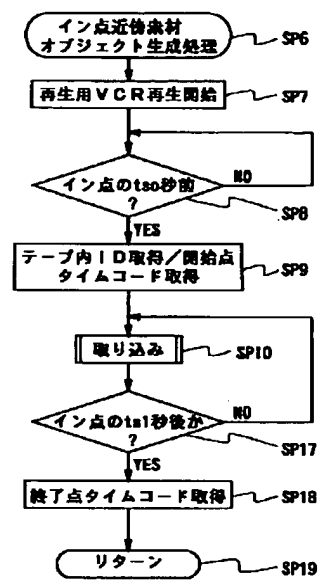 イン点近傍素材
オブジェクト生成処理
SP6
再生用VCR再生開始
SP7
イン点のtso秒前
?
NO
SP8
YES
テープ内ID取得/開始点
タイムコード取得
SP9
取り込み
SP10
イン点のts1秒後か
?
NO
SP17
YES
終了点タイムコード取得
SP18
リターン
SP19